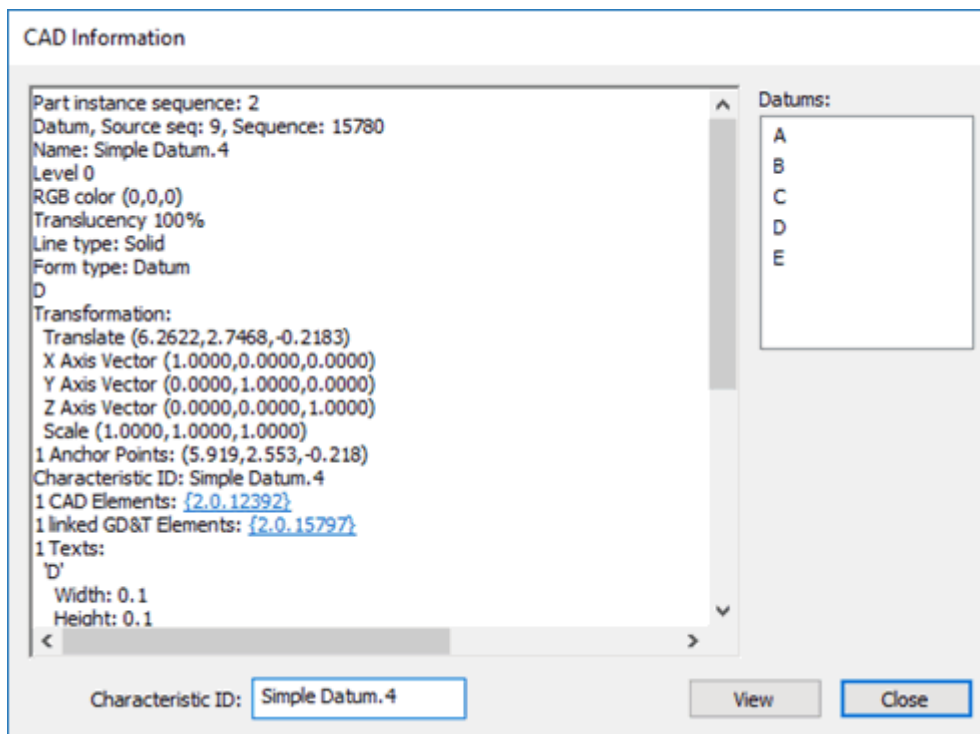 CAD Information
Part instance sequence: 2
Datum, Source seq: 9, Sequence: 15780
Name: Simple Datum.4
Level 0
RGB color (0,0,0)
Translucency 100%
Line type: Solid
Form type: Datum
D
Transformation:
Translate (6.2622,2.7468,-0.2183)
X Axis Vector (1.0000,0.0000,0.0000)
Y Axis Vector (0.0000,1.0000,0.0000)
Z Axis Vector (0.0000,0.0000,1.0000)
Scale (1.0000,1.0000,1.0000)
1 Anchor Points: (5.919,2.553,-0.218)
Characteristic ID: Simple Datum.4
1 CAD Elements: {2.0.12392}
1 linked GD&T Elements: {2.0.15797}
1 Texts:
'D'
Width: 0.1
Height: 0.1
Datums:
A
B
C
D
E
Characteristic ID: Simple Datum.4
View
Close